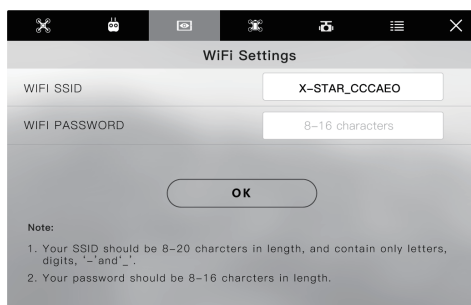 WiFi Settings
WIFI SSID
X-STAR_CCCAEO
WIFI PASSWORD
8-16 characters
OK
Note:
1. Your SSID should be 8-20 charcters in length, and contain only letters,
digits, '-'and'_'.
2. Your password should be 8-16 charcters in length.